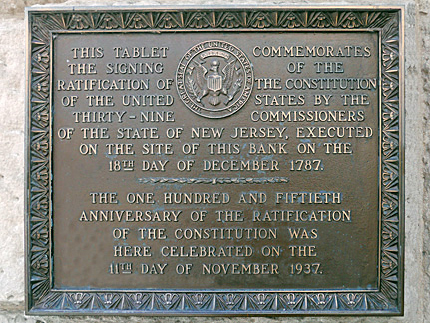 THIS TABLET COMMEMORATES
THE SIGNING OF THE
RATIFICATION OF THE CONSTITUTION
OF THE UNITED STATES BY THE
THIRTY-NINE COMMISSIONERS
OF THE STATE OF NEW JERSEY, EXECUTED
ON THE SITE OF THIS BANK ON THE
18TH DAY OF DECEMBER 1787.
THE ONE HUNDRED AND FIFTIETH
ANNIVERSARY OF THE RATIFICATION
OF THE CONSTITUTION WAS
HERE CELEBRATED ON THE
11TH DAY OF NOVEMBER 1937.